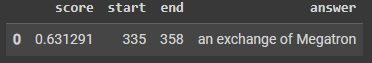 score start end answer
0 0.631291 335 358 an exchange of Megatron